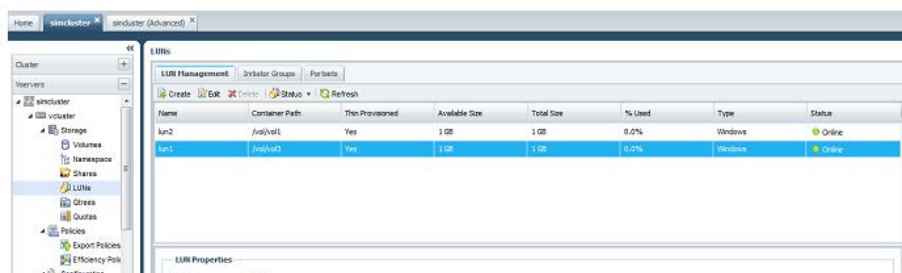 Home simcluster × simcluster (Advanced) ×
Cluster
Vservers
simcluster
vcluster
Storage
Volumes
Namespace
Shares
LUNs
Qtrees
Quotas
Policies
Export Policies
Efficiency Poli
LUNs
LUN Management Initiator Groups Portsets
Create Edit Delete Status Refresh
Name Container Path Thin Provisioned Available Size Total Size % Used Type Status
lun2 /vol/vol1 Yes 1 GB 1 GB 0.0% Windows Online
lun1 /vol/vol3 Yes 1 GB 1 GB 0.0% Windows Online
LUN Properties